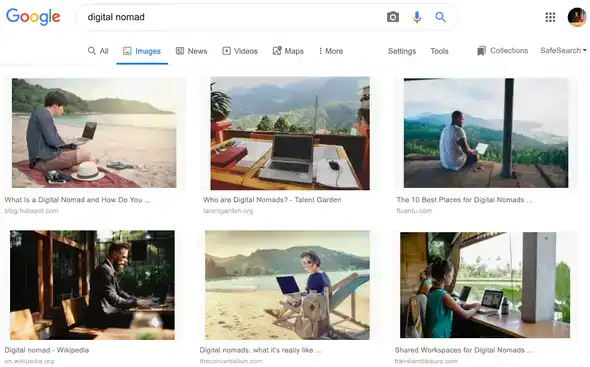 Google
digital nomad
All Images News Videos Maps More Settings Tools Collections SafeSearch
What Is a Digital Nomad and How Do You ...
blog.hubspot.com
Who are Digital Nomads? - Talent Garden
talentgarden.org
The 10 Best Places for Digital Nomads ...
fluentu.com
Digital nomad - Wikipedia
en.wikipedia.org
Digital nomads: what it's really like ...
theconversation.com
Shared Workspaces for Digital Nomads ...
travelandleisure.com